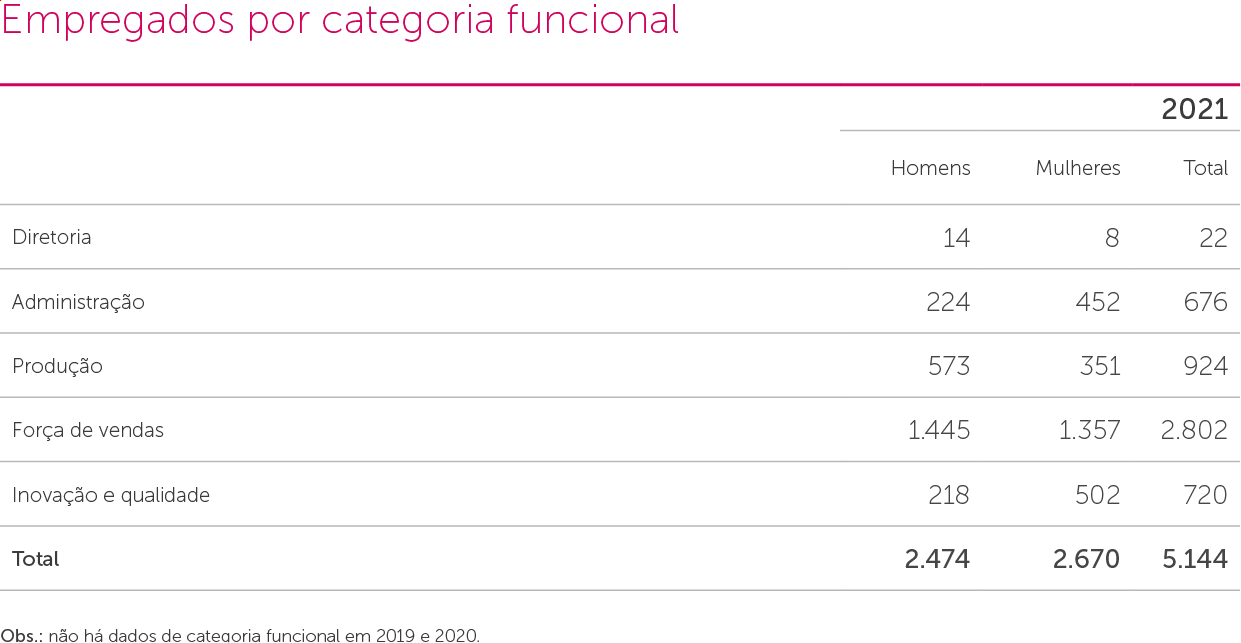 Empregados por categoria funcional
2021
Homens Mulheres Total
Diretoria 14 8 22
Administração 224 452 676
Produção 573 351 924
Força de vendas 1.445 1.357 2.802
Inovação e qualidade 218 502 720
Total 2.474 2.670 5.144
Obs.: não há dados de categoria funcional em 2019 e 2020.